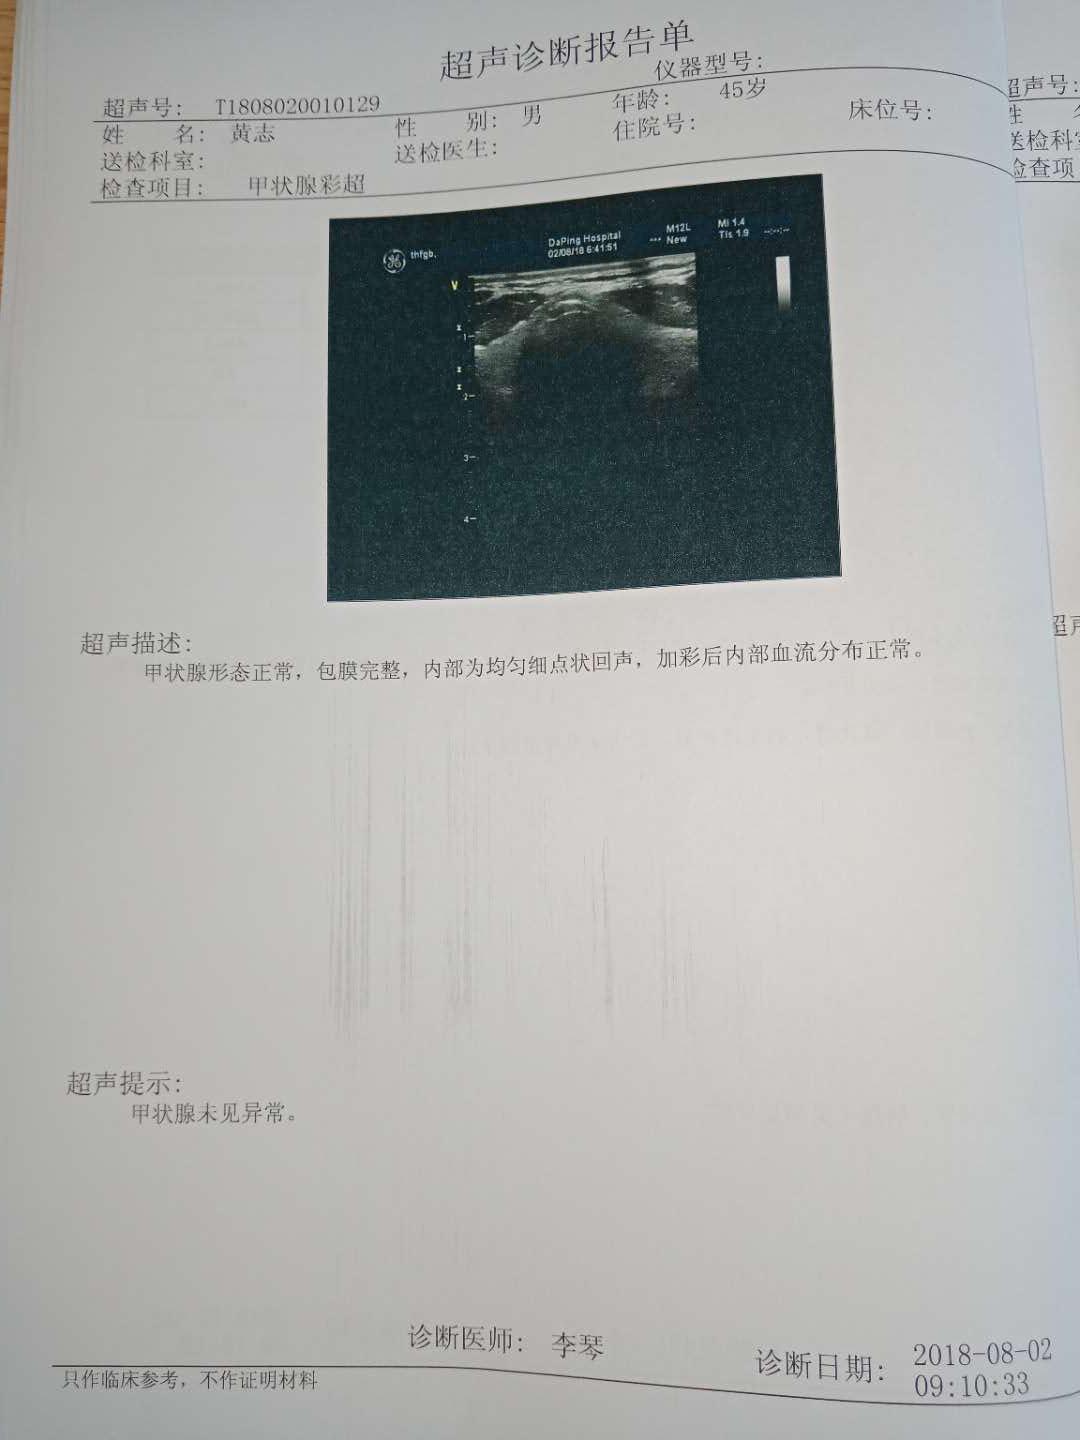 超声诊断报告单
仪器型号:
超声号: T1808020010129
姓 名: 黄志 性 别: 男 年龄: 45岁 床位号:
送检科室: 送检医生: 住院号:
检查项目: 甲状腺彩超
thfgb.
DaPing Hospital
02/08/18 6:41:51
M12L
New
MI 1.4
TIs 1.9
--:--:--
V
1
2
3
4
超声描述:
甲状腺形态正常，包膜完整，内部为均匀细点状回声，加彩后内部血流分布正常。
超声提示:
甲状腺未见异常。
诊断医师: 李琴
诊断日期: 2018-08-02
09:10:33
只作临床参考，不作证明材料
超声号:
姓
送检科
检查项
超声